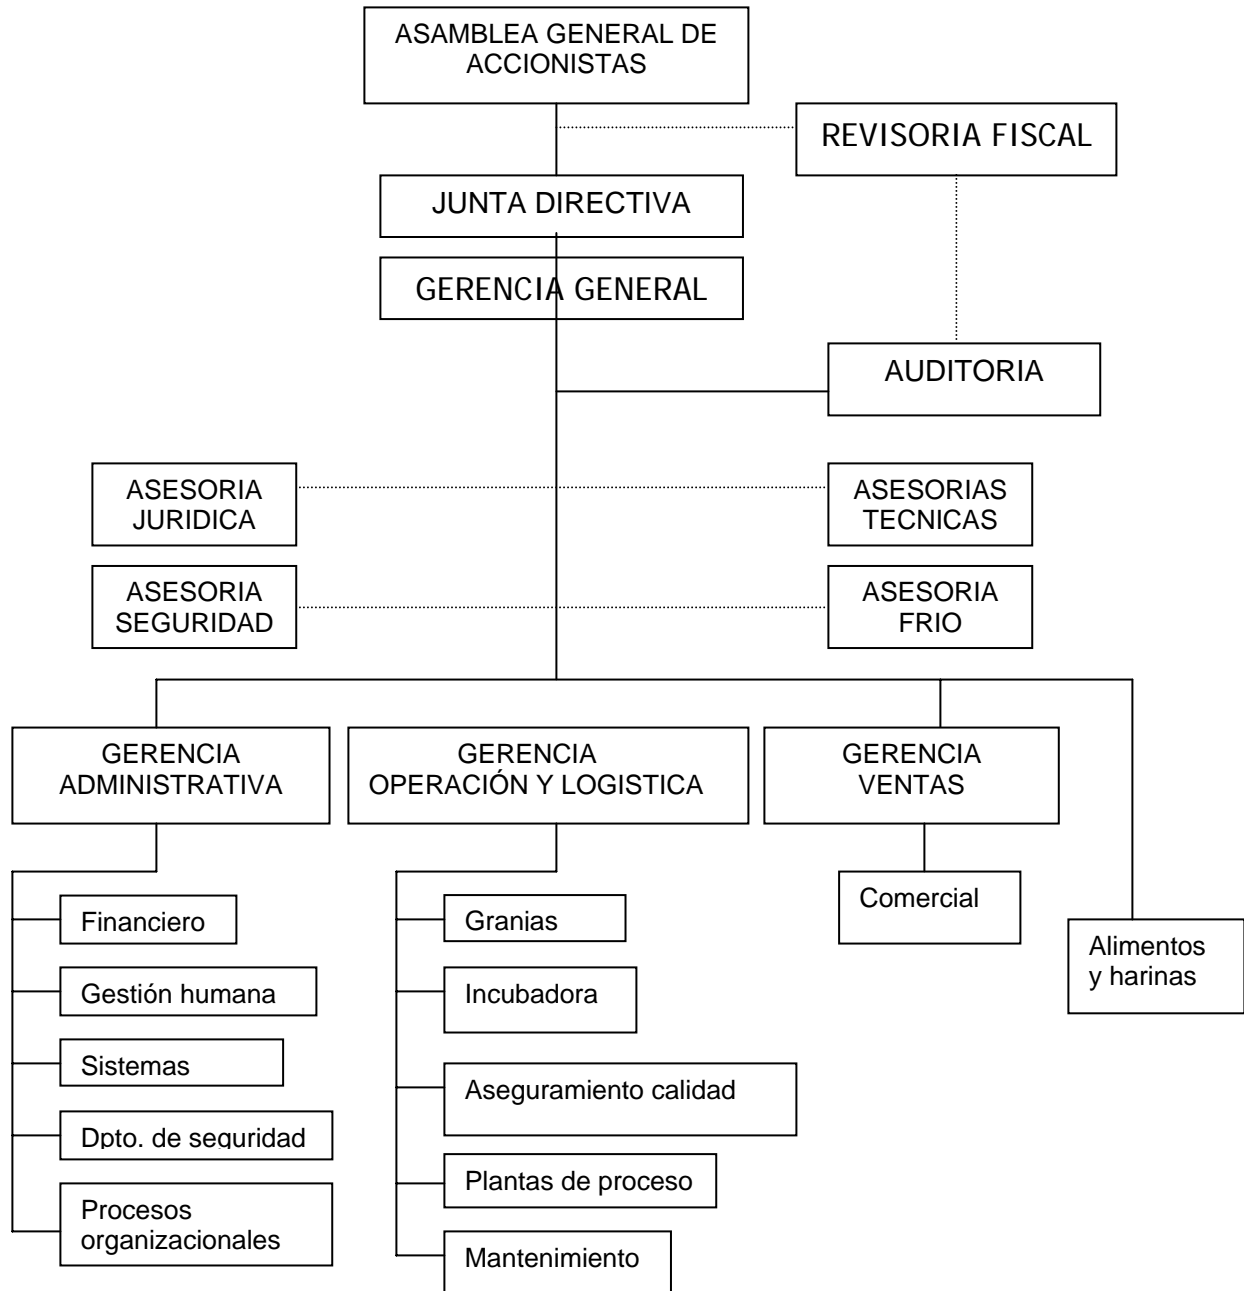 ASAMBLEA GENERAL DE
ACCIONISTAS
REVISORIA FISCAL
JUNTA DIRECTIVA
GERENCIA GENERAL
AUDITORIA
ASESORIA
JURIDICA
ASESORIAS
TECNICAS
ASESORIA
SEGURIDAD
ASESORIA
FRIO
GERENCIA
ADMINISTRATIVA
GERENCIA
OPERACIÓN Y LOGISTICA
GERENCIA
VENTAS
Financiero
Gestión humana
Sistemas
Dpto. de seguridad
Procesos
organizacionales
Granjas
Incubadora
Aseguramiento calidad
Plantas de proceso
Mantenimiento
Comercial
Alimentos
y harinas